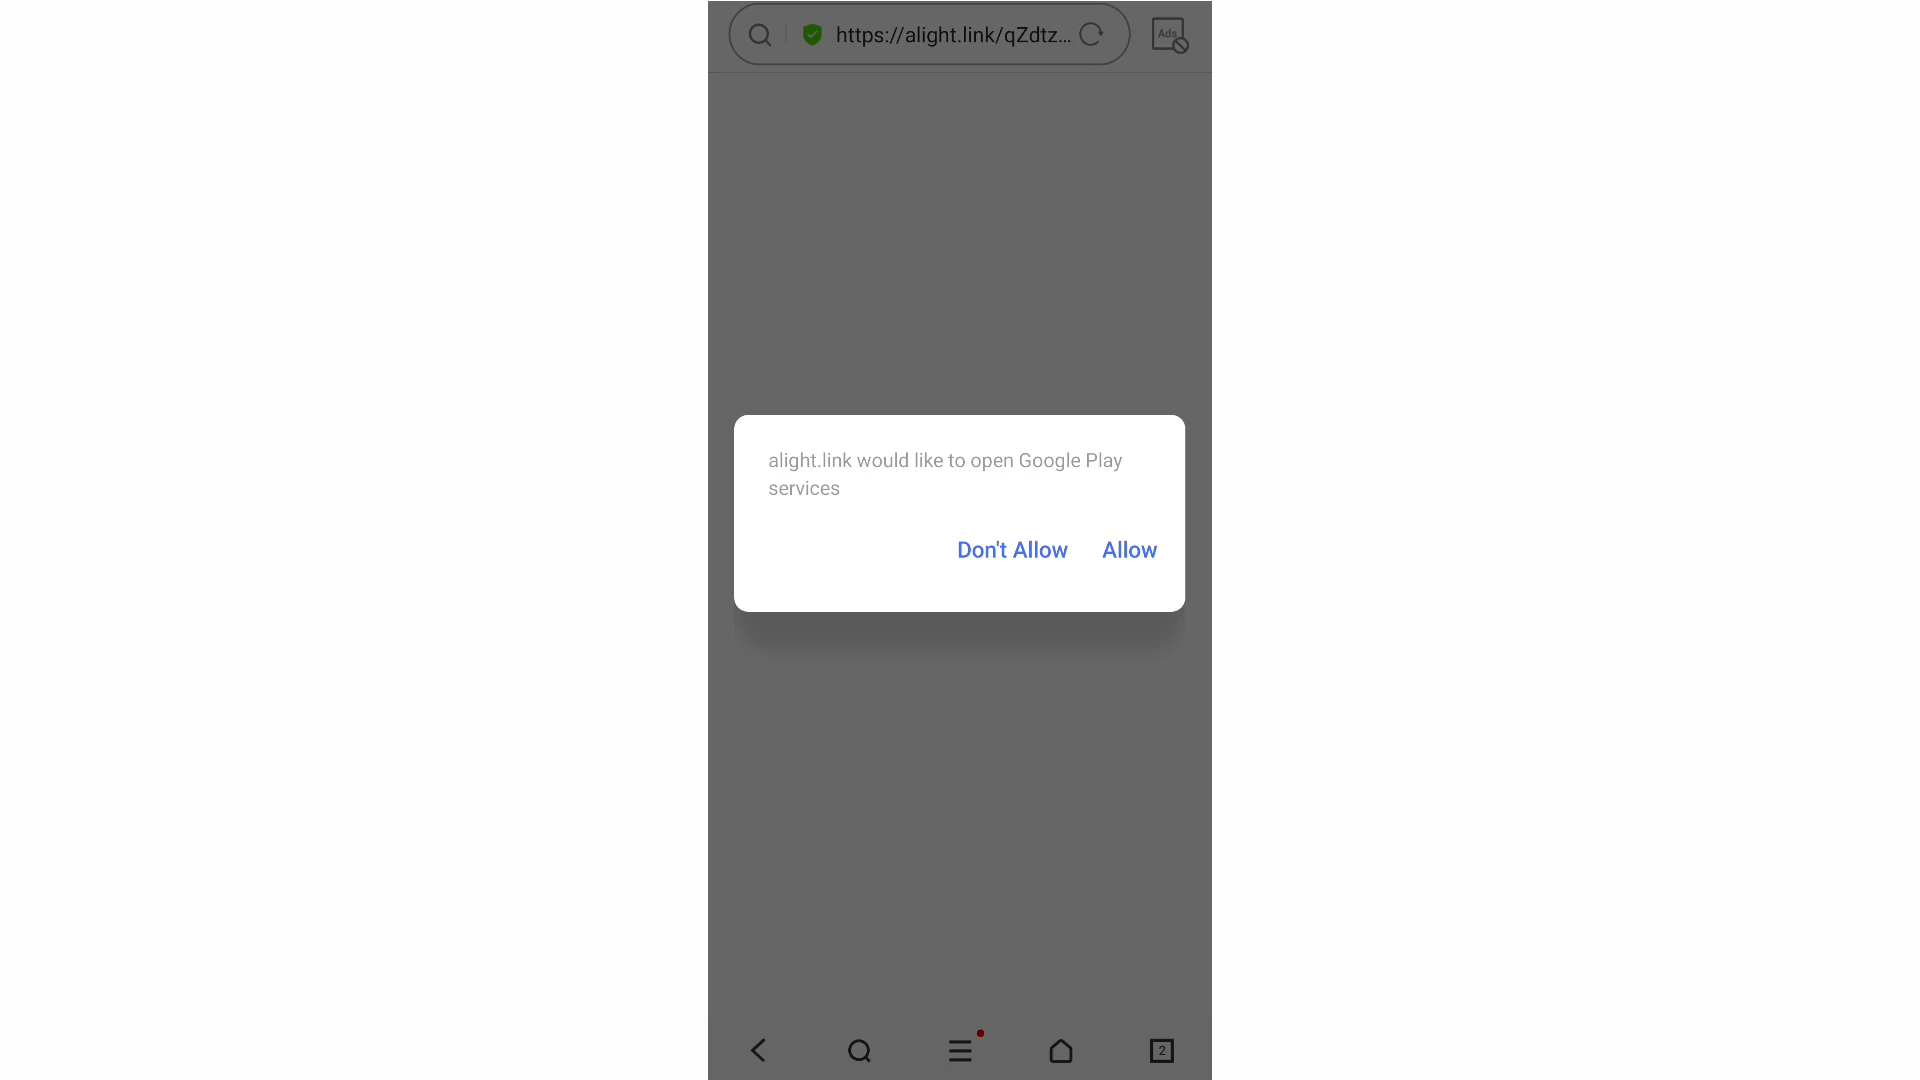 https://alight.link/qZdtz...
Ads
alight.link would like to open Google Play
services
Don't Allow Allow
2